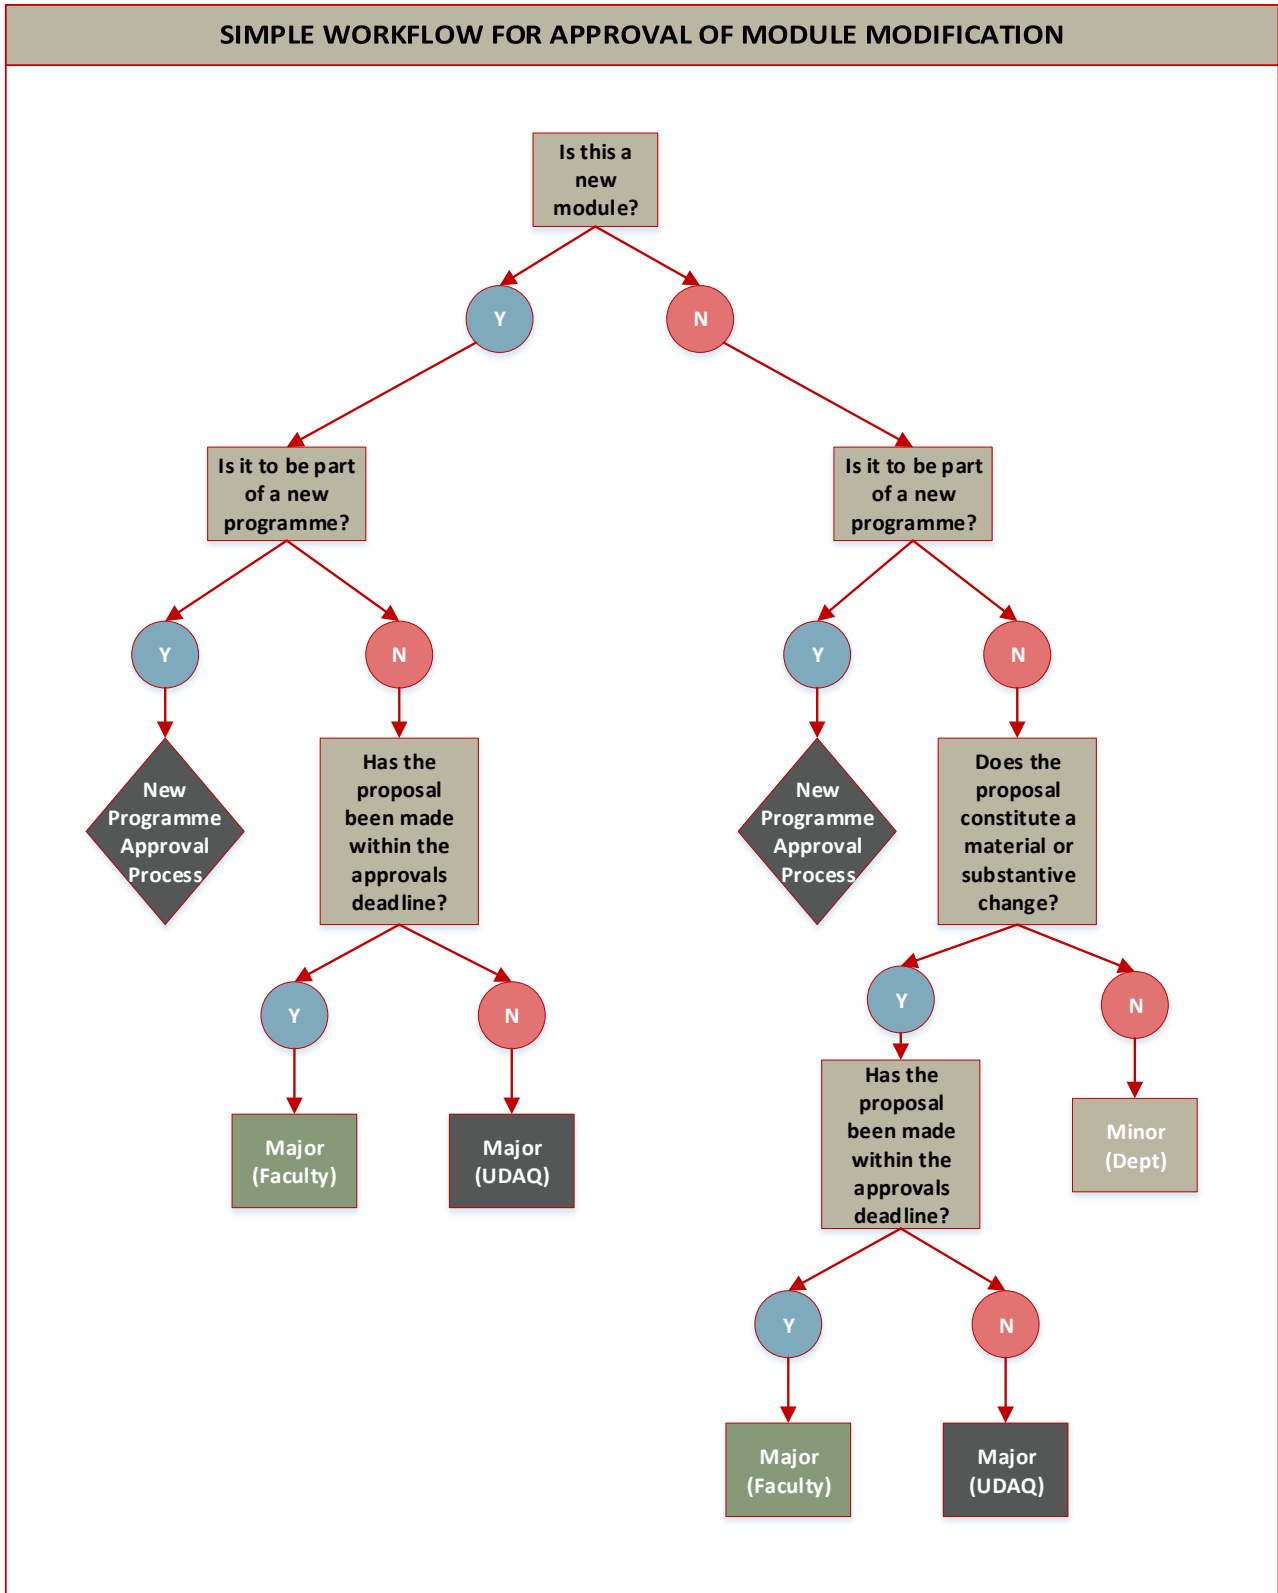 SIMPLE WORKFLOW FOR APPROVAL OF MODULE MODIFICATION
Is this a
new
module?
Y
N
Is it to be part
of a new
programme?
Is it to be part
of a new
programme?
Y
N
Y
N
New
Programme
Approval
Process
Has the
proposal
been made
within the
approvals
deadline?
New
Programme
Approval
Process
Does the
proposal
constitute a
material or
substantive
change?
Y
N
Y
N
Major
(Faculty)
Major
(UDAQ)
Has the
proposal
been made
within the
approvals
deadline?
Minor
(Dept)
Y
N
Major
(Faculty)
Major
(UDAQ)